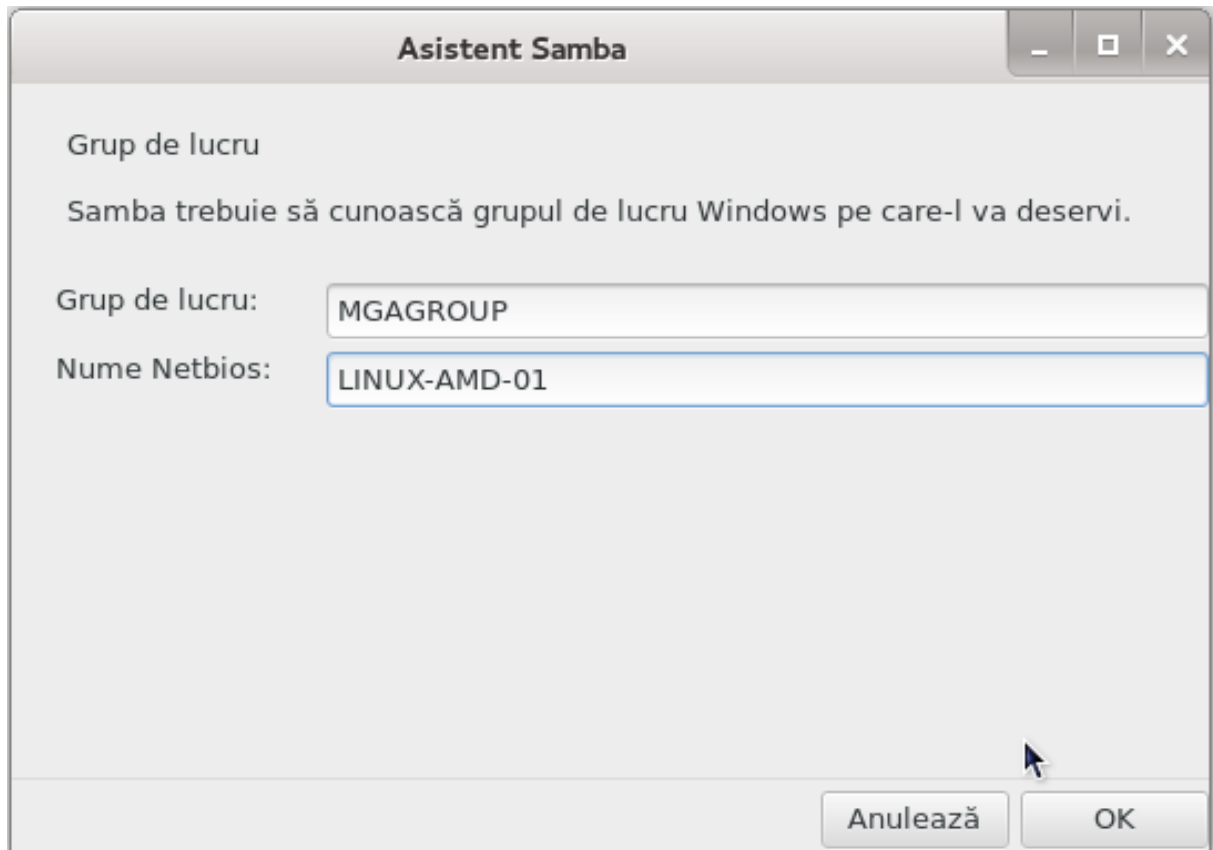 Asistent Samba
Grup de lucru
Samba trebuie să cunoască grupul de lucru Windows pe care-l va deservi.
Grup de lucru: MGAGROUP
Nume Netbios: LINUX-AMD-01
Anulează OK